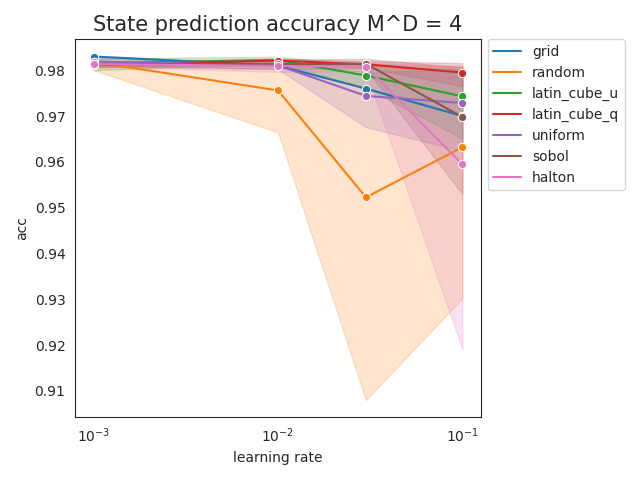 State prediction accuracy M^D = 4
grid
random
latin_cube_u
latin_cube_q
uniform
sobol
halton
acc
0.98
0.97
0.96
0.95
0.94
0.93
0.92
0.91
10⁻³ 10⁻² 10⁻¹
learning rate